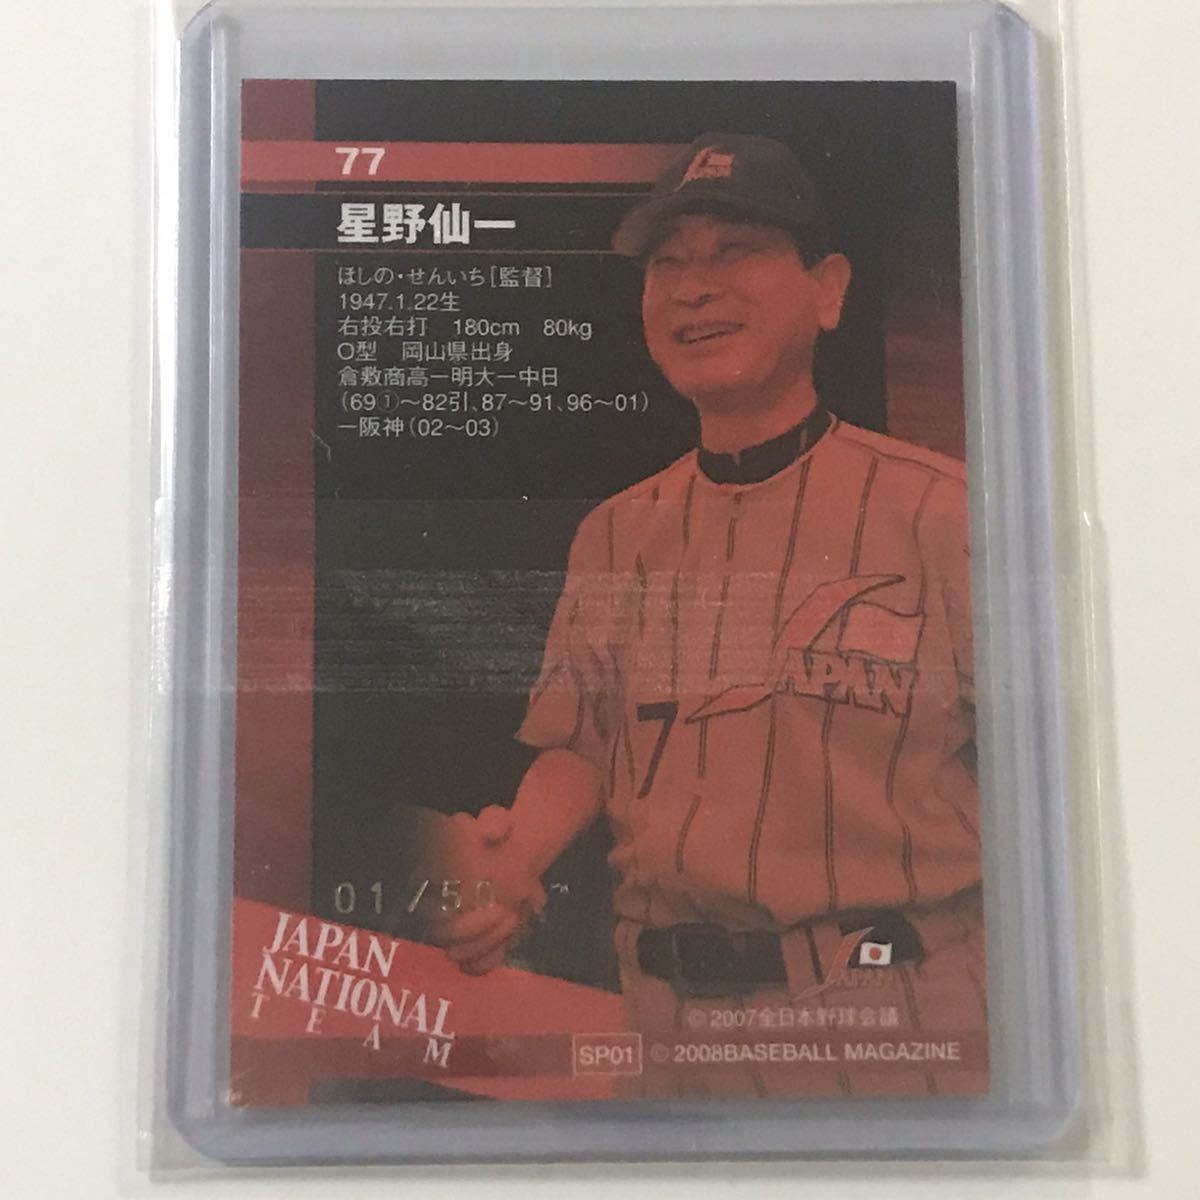 77
星野仙一
ほしの・せんいち[監督]
1947.1.22生
右投右打　180cm　80kg
O型　岡山県出身
倉敷商高ー明大ー中日
(69①〜82引、87〜91、96〜01)
ー阪神(02〜03)
JAPAN
JAPAN
7
01/50
JAPAN
NATIONAL
TEAM
JAPAN
©2007全日本野球会議
SP01 ©2008BASEBALL MAGAZINE